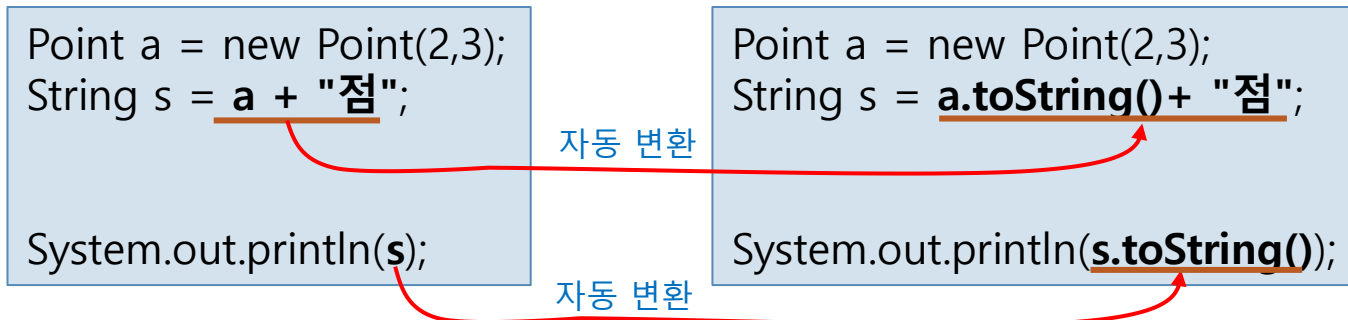 Point a = new Point(2,3);
String s = a + "점";
System.out.println(s);
자동 변환
자동 변환
Point a = new Point(2,3);
String s = a.toString()+ "점";
System.out.println(s.toString());